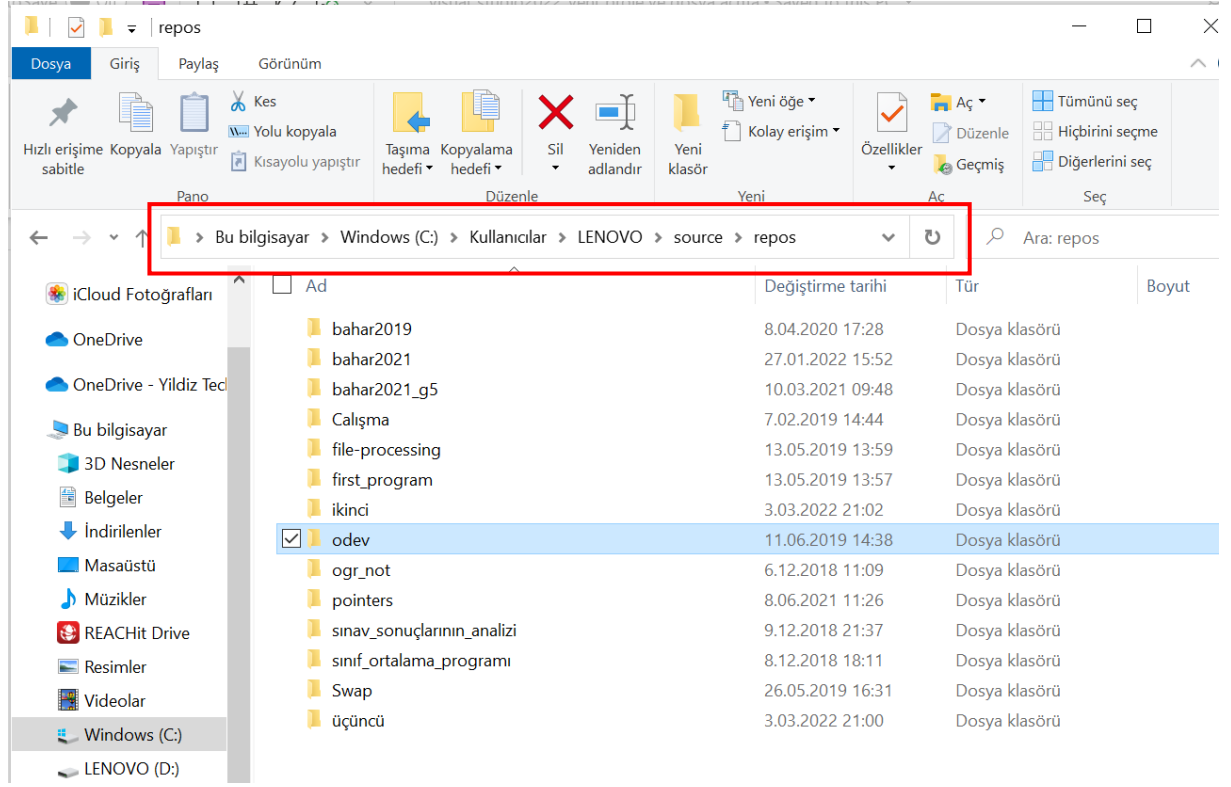 repos
Dosya Giriş Paylaş Görünüm
Hızlı erişime sabitle
Kopyala
Yapıştır
Kes
Yolu kopyala
Kısayolu yapıştır
Pano
Taşıma hedefi
Kopyalama hedefi
Sil
Yeniden adlandır
Düzenle
Yeni klasör
Yeni öğe
Kolay erişim
Yeni
Özellikler
Aç
Düzenle
Geçmiş
Aç
Tümünü seç
Hiçbirini seçme
Diğerlerini seç
Seç
Bu bilgisayar > Windows (C:) > Kullanıcılar > LENOVO > source > repos
Ara: repos
iCloud Fotoğrafları
OneDrive
OneDrive - Yildiz Tec
Bu bilgisayar
3D Nesneler
Belgeler
İndirilenler
Masaüstü
Müzikler
REACHit Drive
Resimler
Videolar
Windows (C:)
LENOVO (D:)
Ad Değiştirme tarihi Tür Boyut
bahar2019 8.04.2020 17:28 Dosya klasörü
bahar2021 27.01.2022 15:52 Dosya klasörü
bahar2021_g5 10.03.2021 09:48 Dosya klasörü
Calışma 7.02.2019 14:44 Dosya klasörü
file-processing 13.05.2019 13:59 Dosya klasörü
first_program 13.05.2019 13:57 Dosya klasörü
ikinci 3.03.2022 21:02 Dosya klasörü
odev 11.06.2019 14:38 Dosya klasörü
ogr_not 6.12.2018 11:09 Dosya klasörü
pointers 8.06.2021 11:26 Dosya klasörü
sınav_sonuçlarının_analizi 9.12.2018 21:37 Dosya klasörü
sınıf_ortalama_programı 8.12.2018 18:11 Dosya klasörü
Swap 26.05.2019 16:31 Dosya klasörü
üçüncü 3.03.2022 21:00 Dosya klasörü